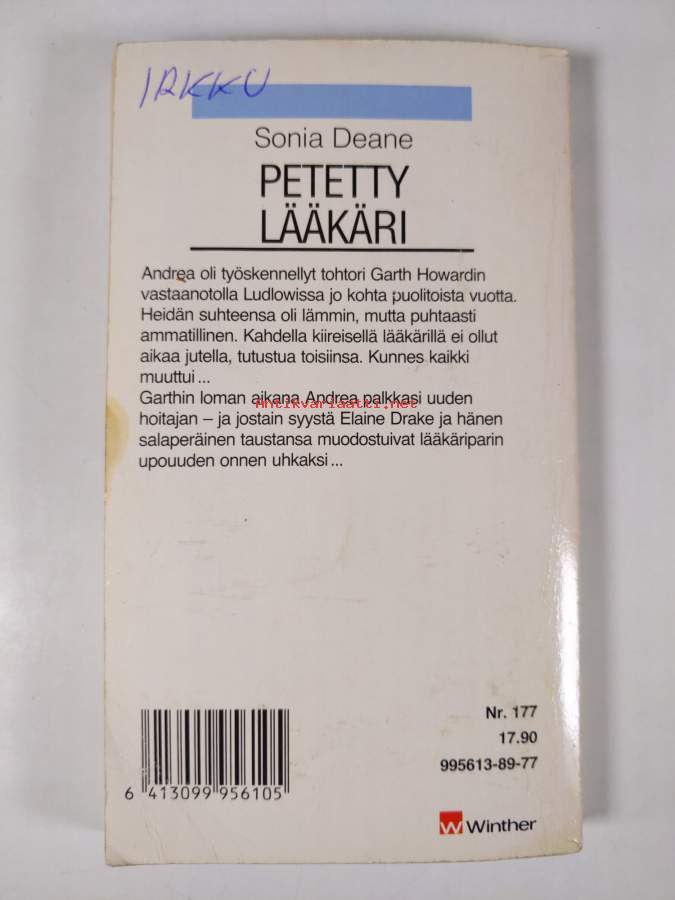 IRKKU
Sonia Deane
PETETTY
LÄÄKÄRI
Andrea oli työskennellyt tohtori Garth Howardin
vastaanotolla Ludlowissa jo kohta puolitoista vuotta.
Heidän suhteensa oli lämmin, mutta puhtaasti
ammatillinen. Kahdella kiireisellä lääkärillä ei ollut
aikaa jutella, tutustua toisiinsa. Kunnes kaikki
muuttui...
Garthin loman aikana Andrea palkkasi uuden
Antikvariaatti.net
hoitajan – ja jostain syystä Elaine Drake ja hänen
salaperäinen taustansa muodostuivat lääkäriparin
upouuden onnen uhkaksi...
Nr. 177
17.90
995613-89-77
6 413099 956105
W Winther